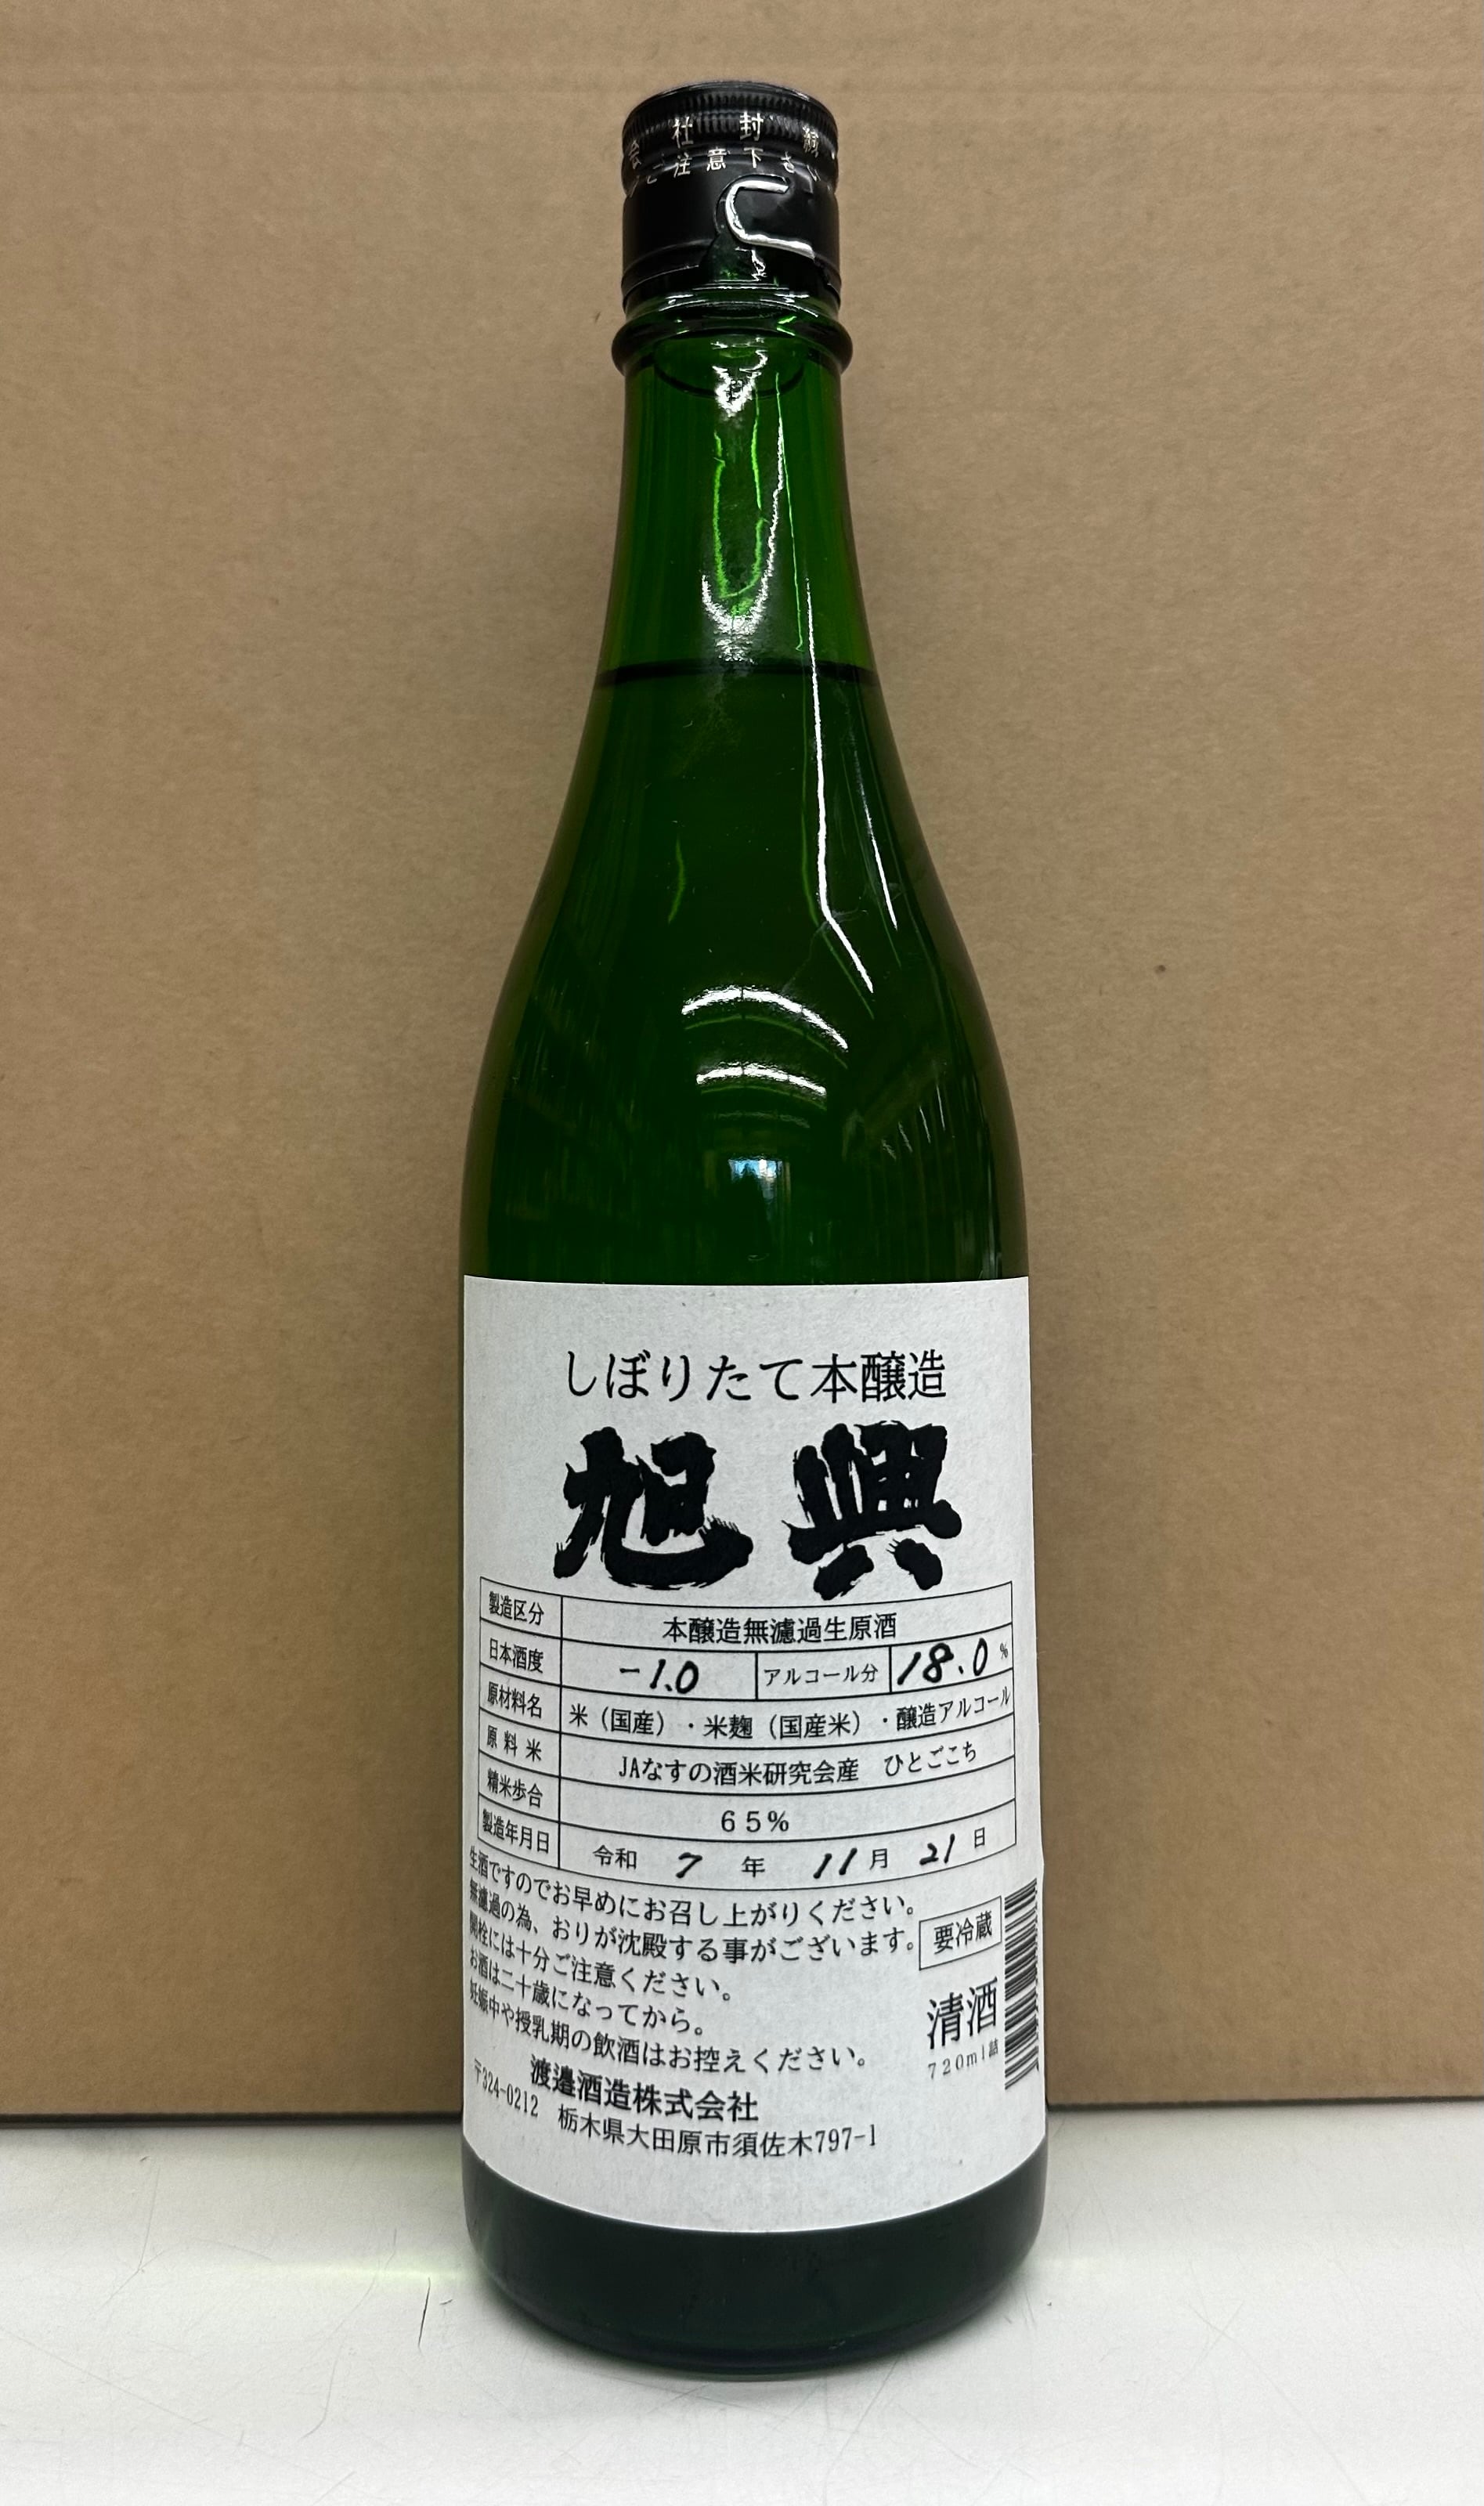 会社封緘
ご注意下さい
しぼりたて本醸造
旭興
製造区分 本醸造無濾過生原酒
日本酒度 -1.0 アルコール分 18.0 %
原材料名 米（国産）・米麹（国産米）・醸造アルコール
原料米 JAなすの酒米研究会産 ひとごこち
精米歩合 65%
製造年月日 令和 7 年 11 月 21 日
生酒ですのでお早めにお召し上がりください。
無濾過の為、おりが沈殿する事がございます。
開栓には十分ご注意ください。
お酒は二十歳になってから。
妊娠中や授乳期の飲酒はお控えください。
要冷蔵
清酒
720ml詰
渡邉酒造株式会社
〒324-0212 栃木県大田原市須佐木797-1